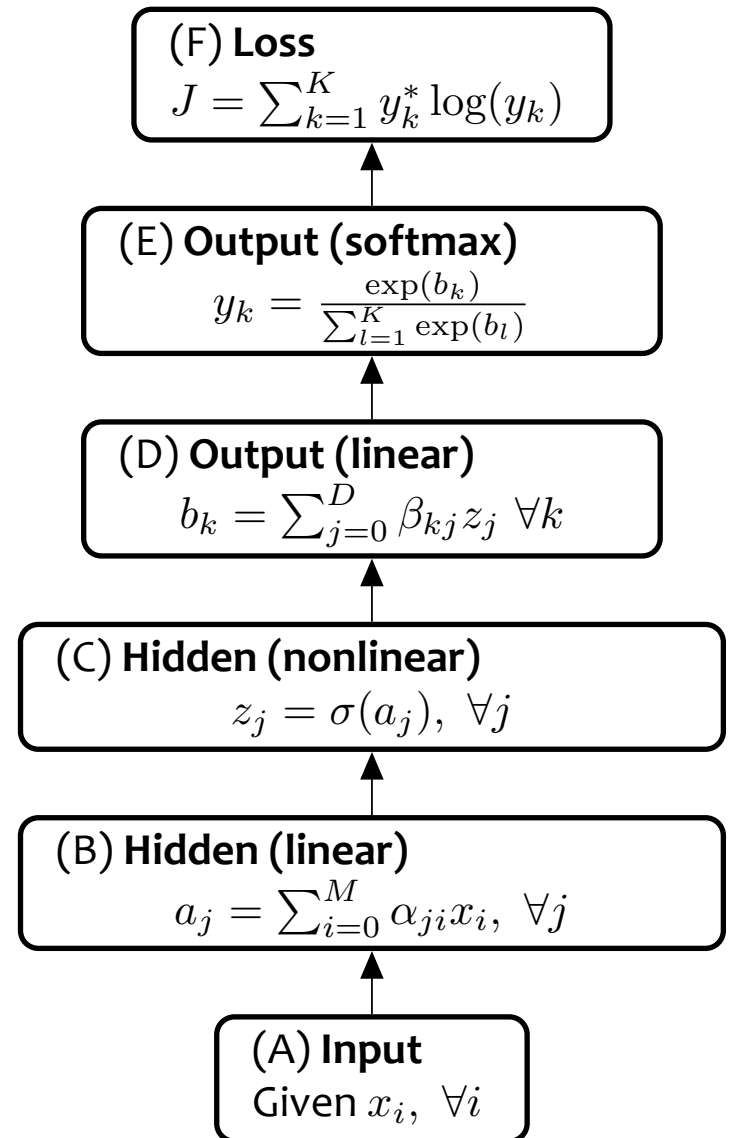 (F) Loss
J = \sum_{k=1}^{K} y_k^* \log(y_k)
(E) Output (softmax)
y_k = \frac{\exp(b_k)}{\sum_{l=1}^{K} \exp(b_l)}
(D) Output (linear)
b_k = \sum_{j=0}^{D} \beta_{kj} z_j \ \forall k
(C) Hidden (nonlinear)
z_j = \sigma(a_j), \ \forall j
(B) Hidden (linear)
a_j = \sum_{i=0}^{M} \alpha_{ji} x_i, \ \forall j
(A) Input
Given x_i, \ \forall i